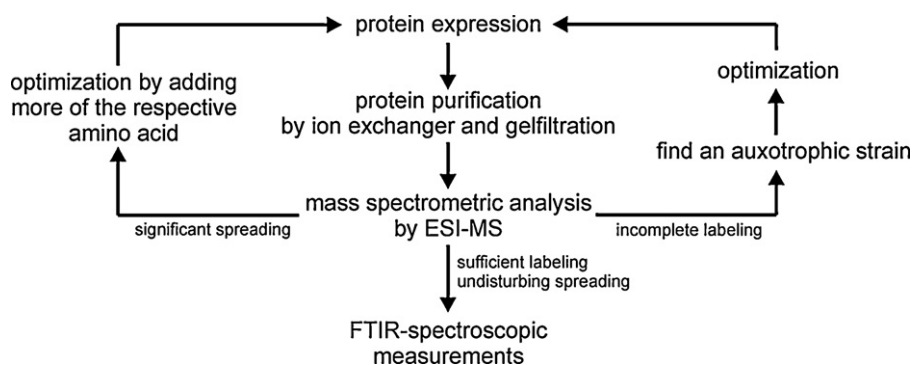 protein expression
optimization by adding
more of the respective
amino acid
optimization
protein purification
by ion exchanger and gelfiltration
find an auxotrophic strain
mass spectrometric analysis
by ESI-MS
significant spreading
incomplete labeling
sufficient labeling
undisturbing spreading
FTIR-spectroscopic
measurements